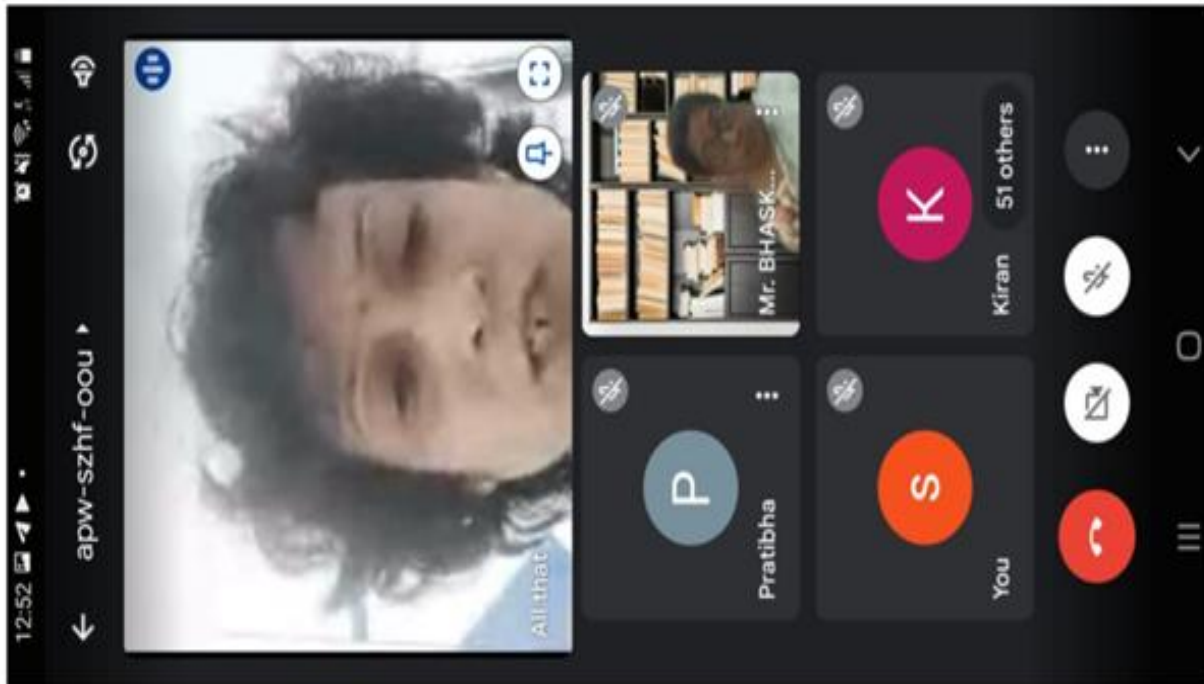 12:52
apw-szhf-oou
All that
P
Pratibha
Mr. BHASK...
S
You
K
Kiran
51 others